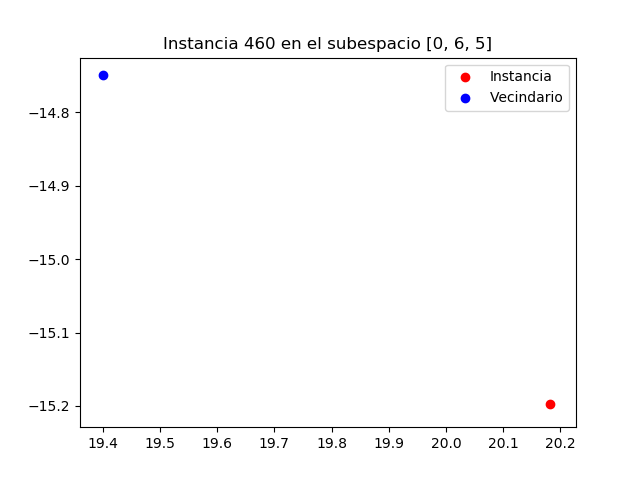 Instancia 460 en el subespacio [0, 6, 5]
Instancia
Vecindario
−14.8
−14.9
−15.0
−15.1
−15.2
19.4 19.5 19.6 19.7 19.8 19.9 20.0 20.1 20.2